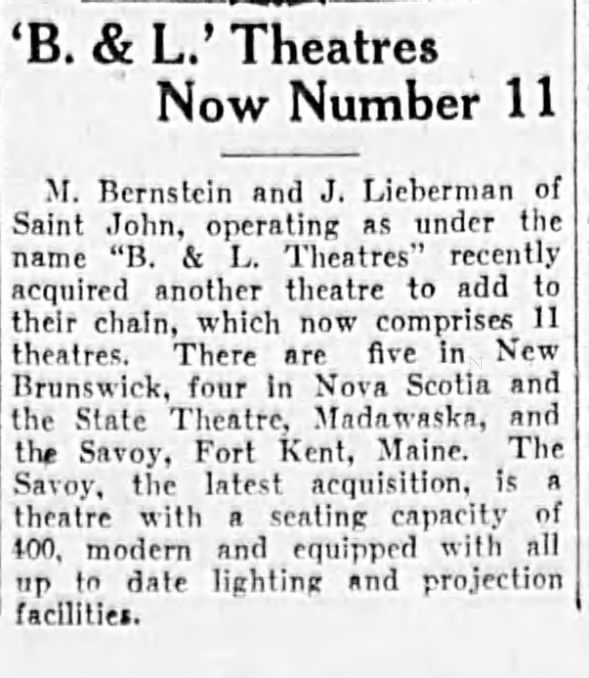 ‘B. & L.’ Theatres
Now Number 11
M. Bernstein and J. Lieberman of
Saint John, operating as under the
name “B. & L. Theatres” recently
acquired another theatre to add to
their chain, which now comprises 11
theatres. There are five in New
Brunswick, four in Nova Scotia and
the State Theatre, Madawaska, and
the Savoy, Fort Kent, Maine. The
Savoy, the latest acquisition, is a
theatre with a seating capacity of
400, modern and equipped with all
up to date lighting and projection
facilities.